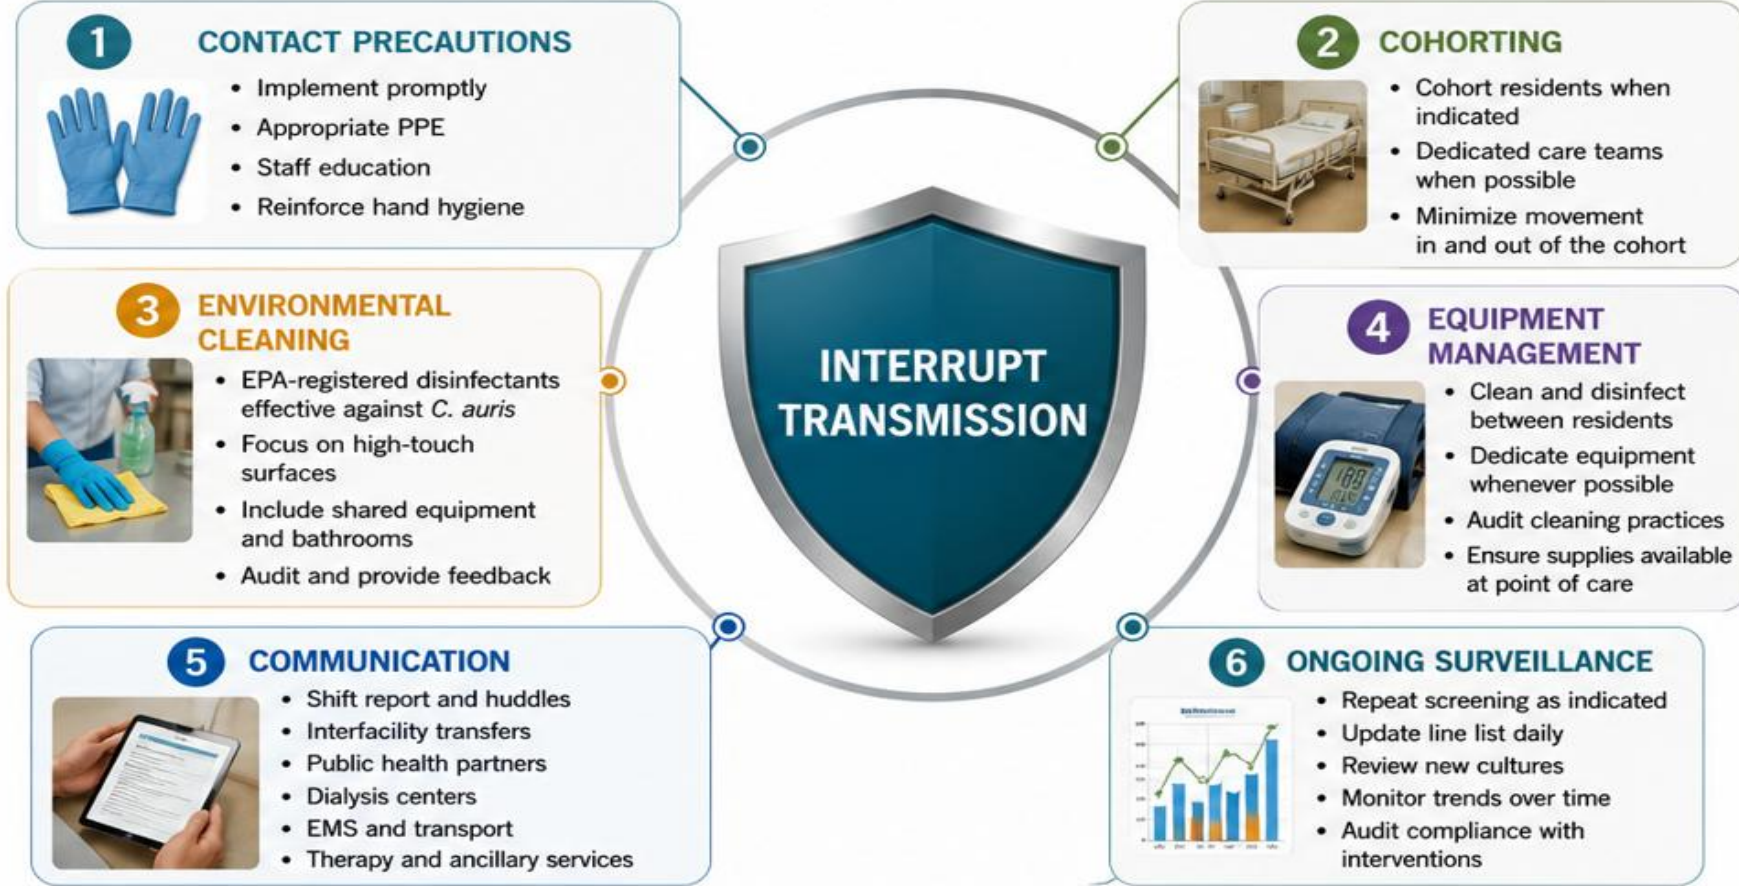 1 CONTACT PRECAUTIONS
• Implement promptly
• Appropriate PPE
• Staff education
• Reinforce hand hygiene
2 COHORTING
• Cohort residents when
indicated
• Dedicated care teams
when possible
• Minimize movement
in and out of the cohort
3 ENVIRONMENTAL
CLEANING
• EPA-registered disinfectants
effective against C. auris
• Focus on high-touch
surfaces
• Include shared equipment
and bathrooms
• Audit and provide feedback
INTERRUPT
TRANSMISSION
4 EQUIPMENT
MANAGEMENT
• Clean and disinfect
between residents
• Dedicate equipment
whenever possible
• Audit cleaning practices
• Ensure supplies available
at point of care
5 COMMUNICATION
• Shift report and huddles
• Interfacility transfers
• Public health partners
• Dialysis centers
• EMS and transport
• Therapy and ancillary services
6 ONGOING SURVEILLANCE
• Repeat screening as indicated
• Update line list daily
• Review new cultures
• Monitor trends over time
• Audit compliance with
interventions